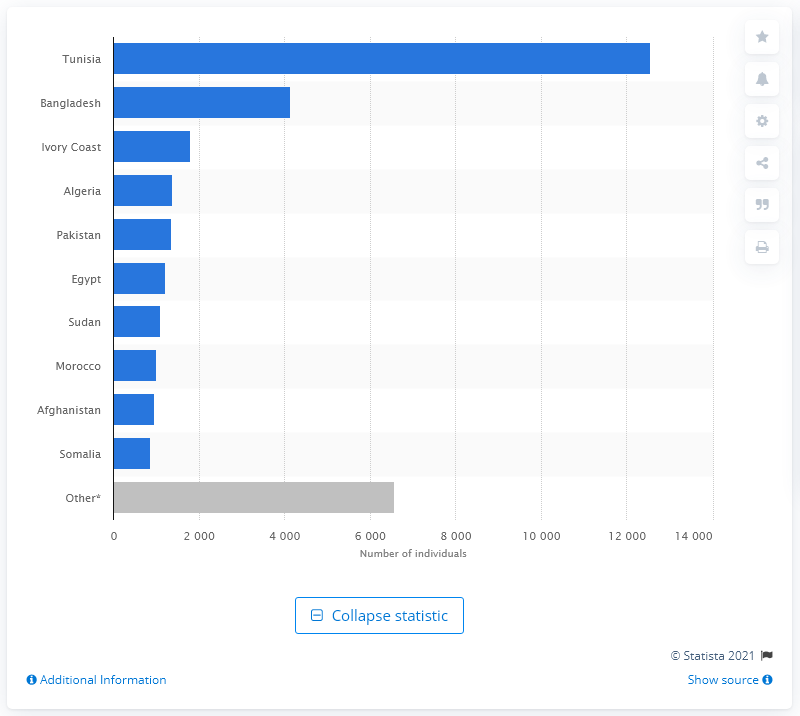 Tunisia
Bangladesh
Ivory Coast
Algeria
Pakistan
Egypt
Sudan
Morocco
Afghanistan
Somalia
Other*
0 2 000 4 000 6 000 8 000 10 000 12 000 14 000
Number of individuals
Collapse statistic
© Statista 2021
Additional Information Show source